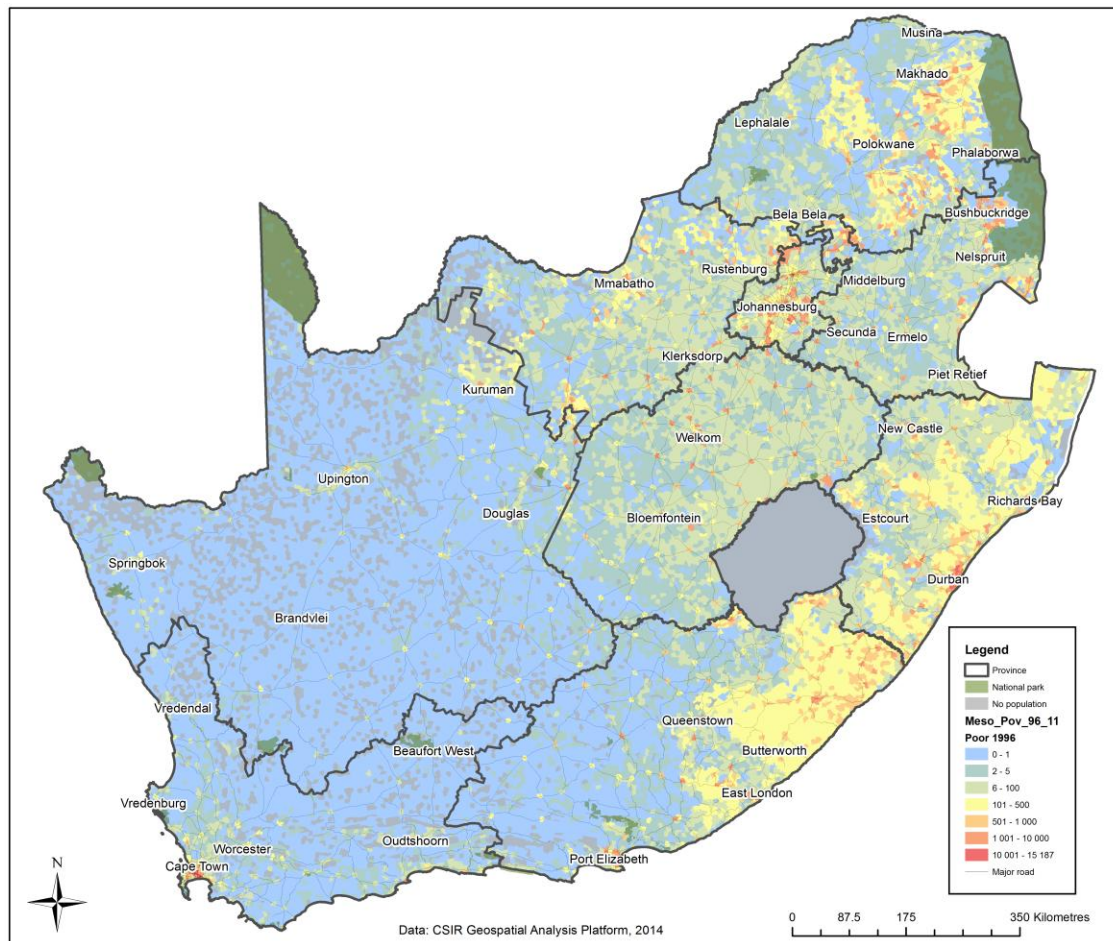 Musina
Makhado
Lephalale
Polokwane
Phalaborwa
Bela Bela
Bushbuckridge
Nelspruit
Rustenburg
Middelburg
Mmabatho
Johannesburg
Secunda
Ermelo
Klerksdorp
Piet Retief
Kuruman
New Castle
Welkom
Upington
Richards Bay
Douglas
Bloemfontein
Estcourt
Springbok
Durban
Brandvlei
Vredendal
Queenstown
Beaufort West
Butterworth
East London
Vredenburg
Oudtshoorn
Worcester
Port Elizabeth
Cape Town
Legend
Province
National park
No population
Meso_Pov_96_11
Poor 1996
0 - 1
2 - 5
6 - 100
101 - 500
501 - 1 000
1 001 - 10 000
10 001 - 15 187
Major road
N
Data: CSIR Geospatial Analysis Platform, 2014
0 87.5 175 350 Kilometres